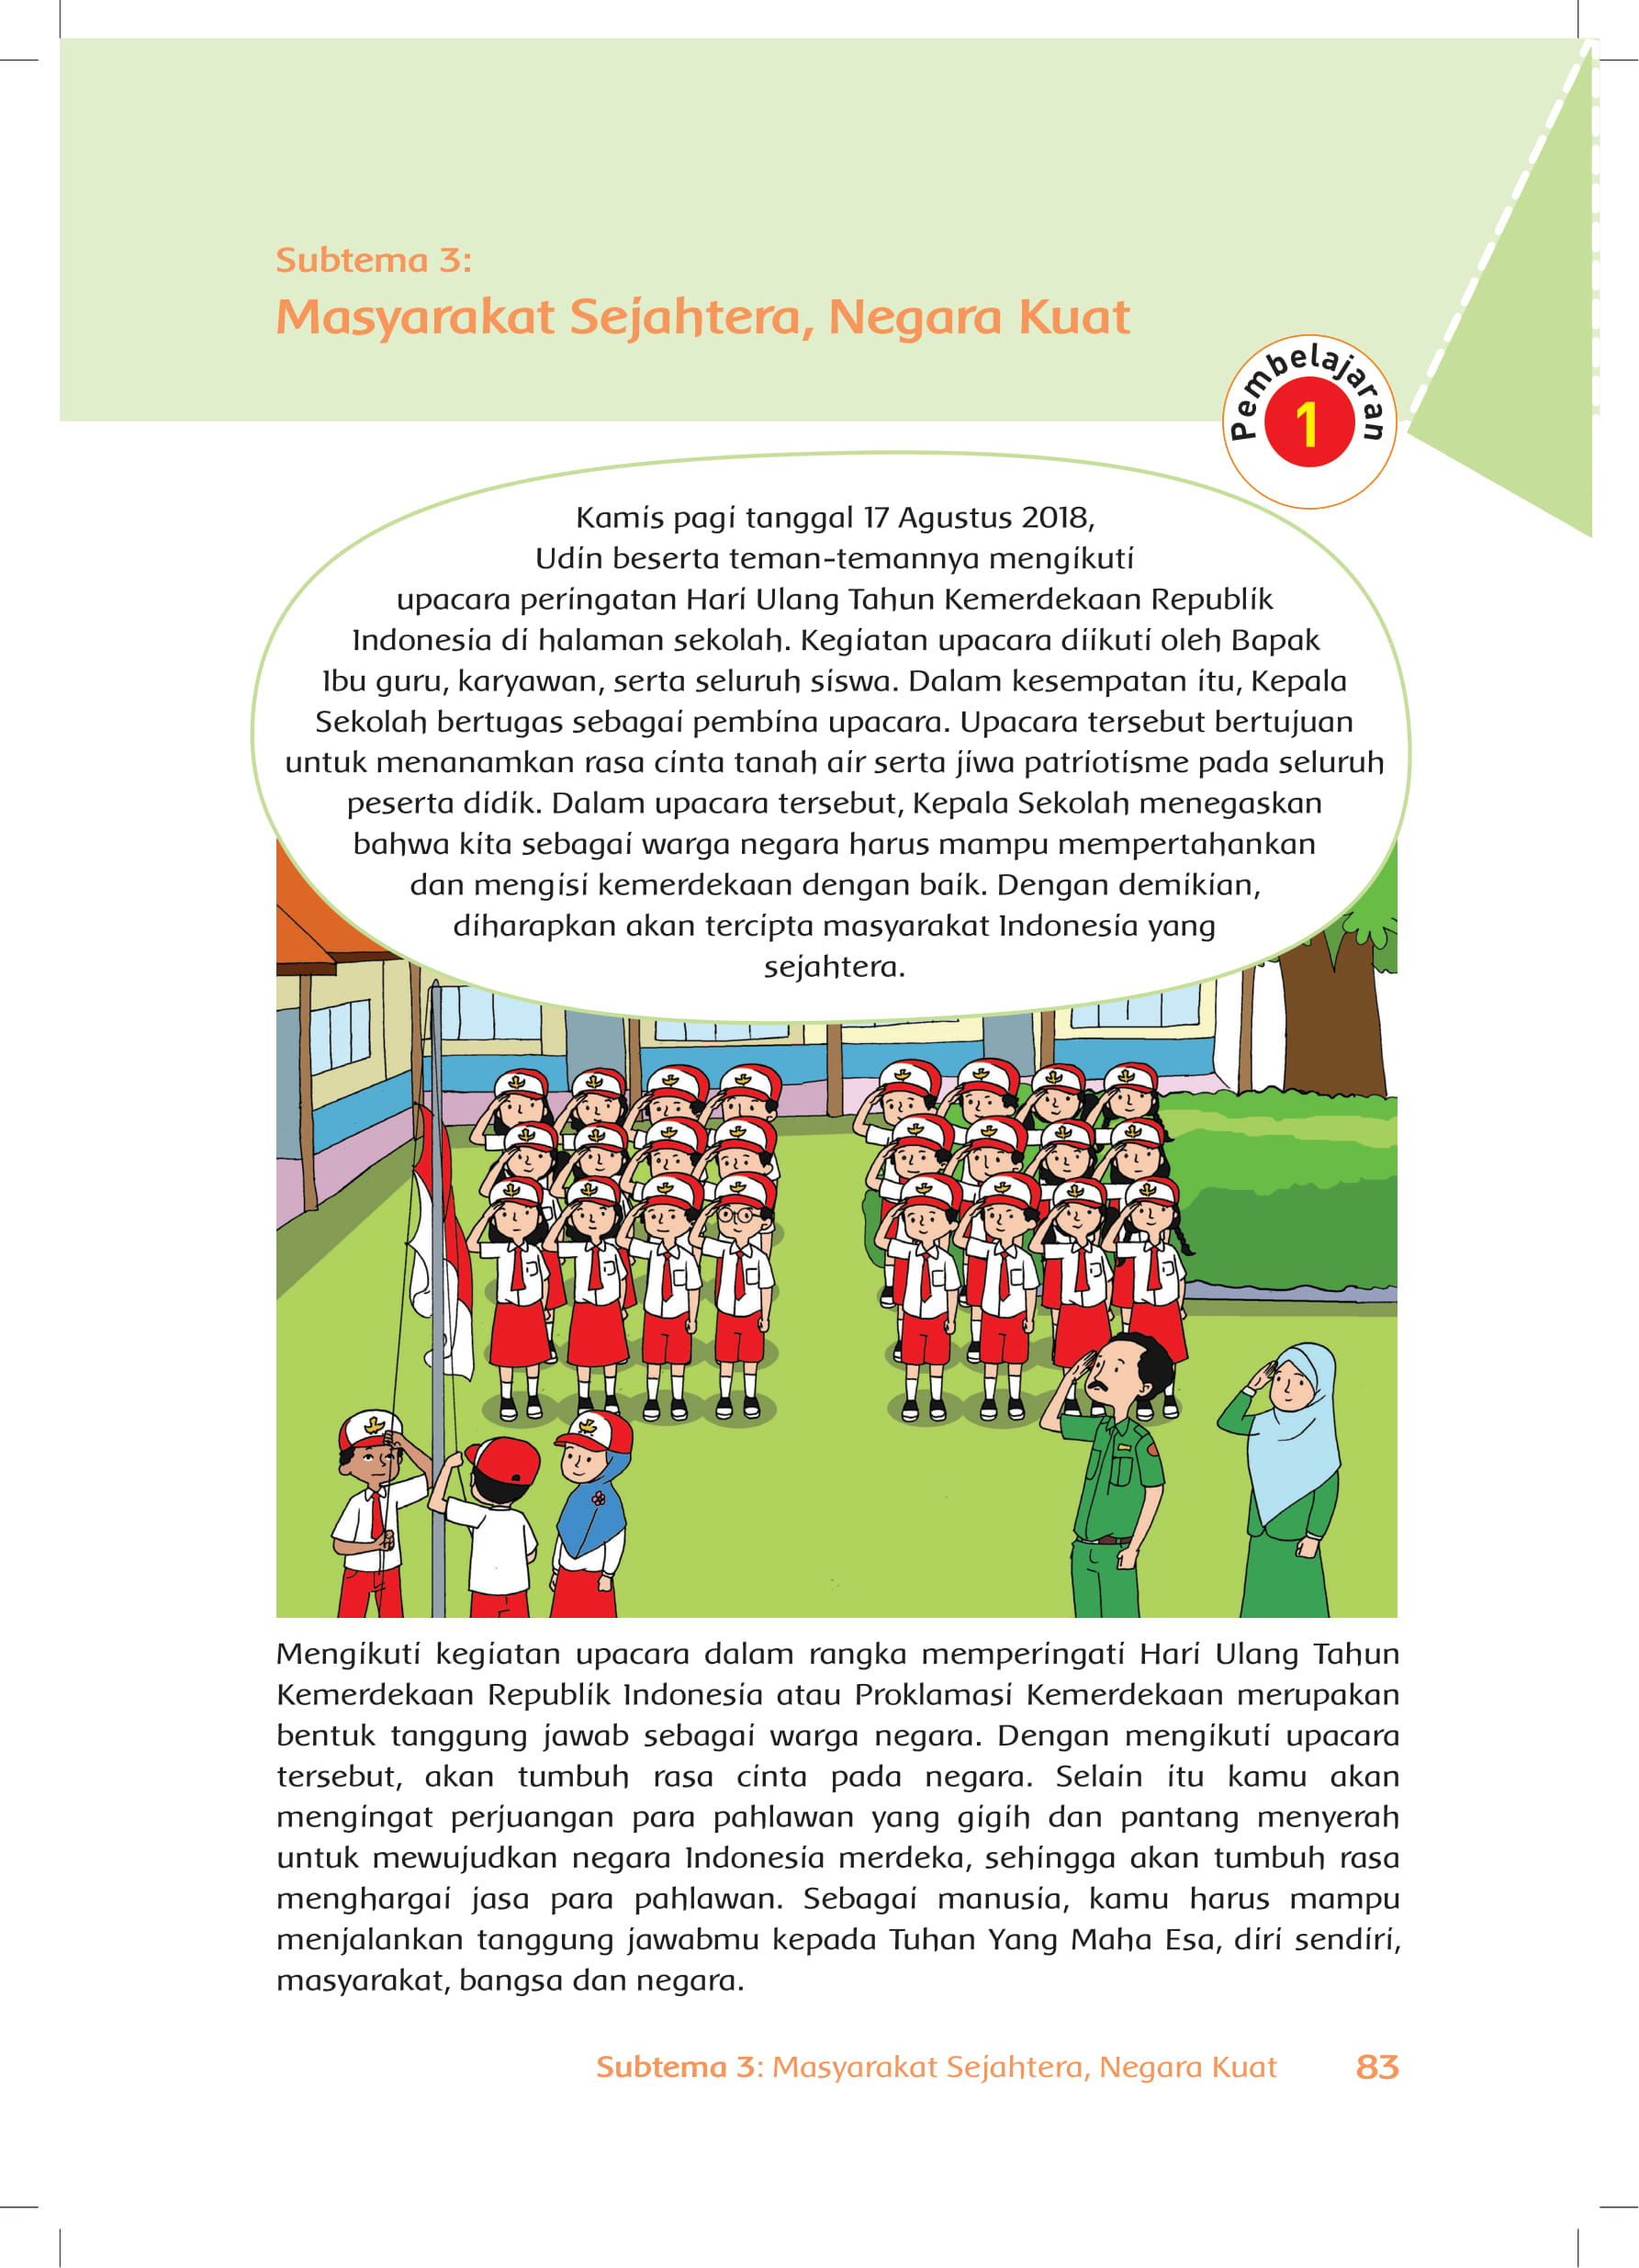 Subtema 3:
Masyarakat Sejahtera, Negara Kuat
Pembelajaran
1
Kamis pagi tanggal 17 Agustus 2018,
Udin beserta teman-temannya mengikuti
upacara peringatan Hari Ulang Tahun Kemerdekaan Republik
Indonesia di halaman sekolah. Kegiatan upacara diikuti oleh Bapak
Ibu guru, karyawan, serta seluruh siswa. Dalam kesempatan itu, Kepala
Sekolah bertugas sebagai pembina upacara. Upacara tersebut bertujuan
untuk menanamkan rasa cinta tanah air serta jiwa patriotisme pada seluruh
peserta didik. Dalam upacara tersebut, Kepala Sekolah menegaskan
bahwa kita sebagai warga negara harus mampu mempertahankan
dan mengisi kemerdekaan dengan baik. Dengan demikian,
diharapkan akan tercipta masyarakat Indonesia yang
sejahtera.
Mengikuti kegiatan upacara dalam rangka memperingati Hari Ulang Tahun
Kemerdekaan Republik Indonesia atau Proklamasi Kemerdekaan merupakan
bentuk tanggung jawab sebagai warga negara. Dengan mengikuti upacara
tersebut, akan tumbuh rasa cinta pada negara. Selain itu kamu akan
mengingat perjuangan para pahlawan yang gigih dan pantang menyerah
untuk mewujudkan negara Indonesia merdeka, sehingga akan tumbuh rasa
menghargai jasa para pahlawan. Sebagai manusia, kamu harus mampu
menjalankan tanggung jawabmu kepada Tuhan Yang Maha Esa, diri sendiri,
masyarakat, bangsa dan negara.
Subtema 3: Masyarakat Sejahtera, Negara Kuat 83